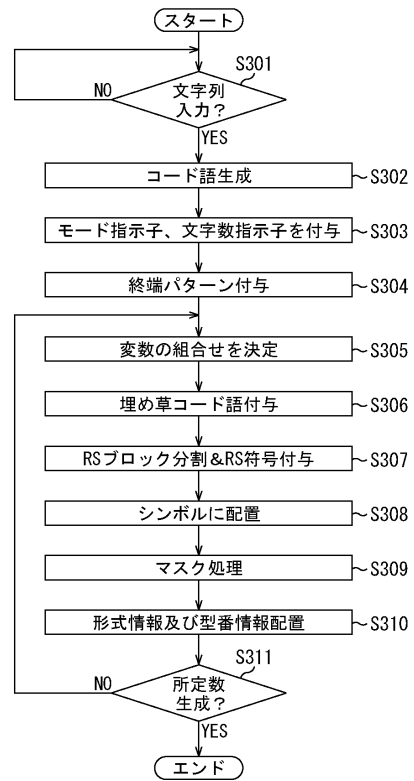 スタート
S301
NO
文字列
入力？
YES
コード語生成
S302
モード指示子、文字数指示子を付与
S303
終端パターン付与
S304
変数の組合せを決定
S305
埋め草コード語付与
S306
RSブロック分割&RS符号付与
S307
シンボルに配置
S308
マスク処理
S309
形式情報及び型番情報配置
S310
S311
NO
所定数
生成？
YES
エンド